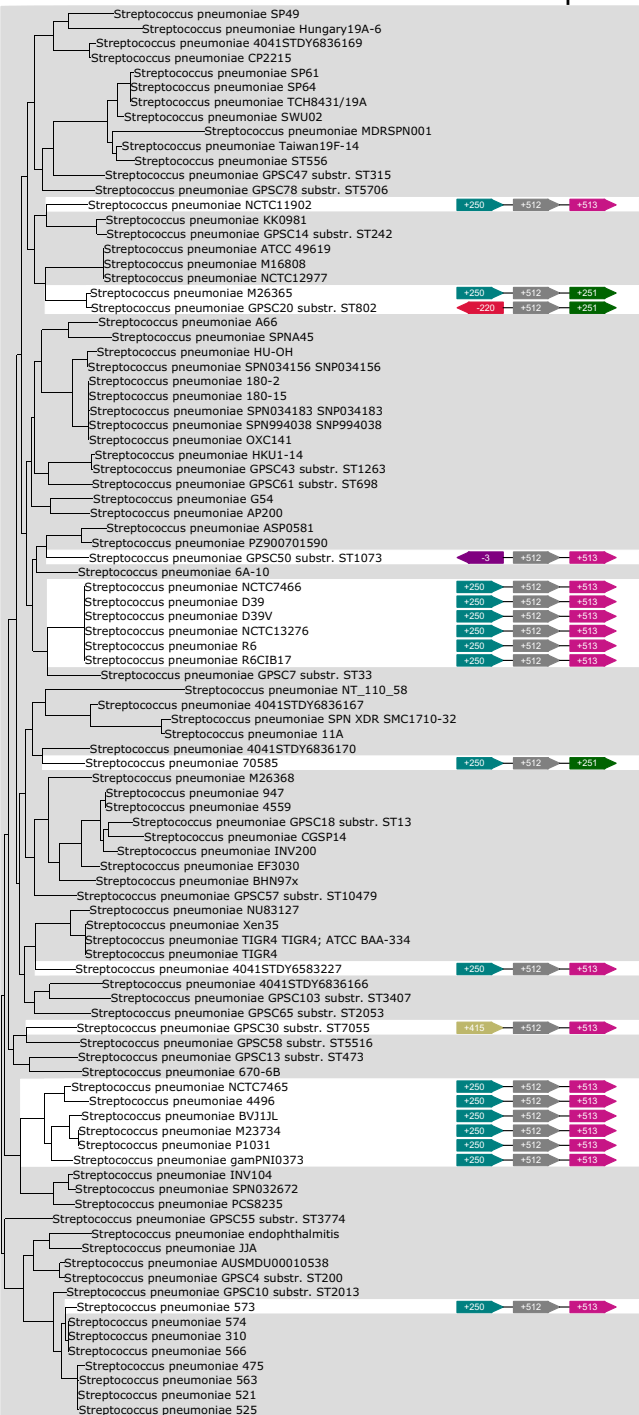 Streptococcus pneumoniae SP49
Streptococcus pneumoniae Hungary19A-6
Streptococcus pneumoniae 4041STDY6836169
Streptococcus pneumoniae CP2215
Streptococcus pneumoniae SP61
Streptococcus pneumoniae SP64
Streptococcus pneumoniae TCH8431/19A
Streptococcus pneumoniae SWU02
Streptococcus pneumoniae MDRSPN001
Streptococcus pneumoniae Taiwan19F-14
Streptococcus pneumoniae ST556
Streptococcus pneumoniae GPSC47 substr. ST315
Streptococcus pneumoniae GPSC78 substr. ST5706
Streptococcus pneumoniae NCTC11902 +250 +512 +513
Streptococcus pneumoniae KK0981
Streptococcus pneumoniae GPSC14 substr. ST242
Streptococcus pneumoniae ATCC 49619
Streptococcus pneumoniae M16808
Streptococcus pneumoniae NCTC12977
Streptococcus pneumoniae M26365 +250 +512 +251
Streptococcus pneumoniae GPSC20 substr. ST802 -220 +512 +251
Streptococcus pneumoniae A66
Streptococcus pneumoniae SPNA45
Streptococcus pneumoniae HU-OH
Streptococcus pneumoniae SPN034156 SNP034156
Streptococcus pneumoniae 180-2
Streptococcus pneumoniae 180-15
Streptococcus pneumoniae SPN034183 SNP034183
Streptococcus pneumoniae SPN994038 SNP994038
Streptococcus pneumoniae OXC141
Streptococcus pneumoniae HKU1-14
Streptococcus pneumoniae GPSC43 substr. ST1263
Streptococcus pneumoniae GPSC61 substr. ST698
Streptococcus pneumoniae G54
Streptococcus pneumoniae AP200
Streptococcus pneumoniae ASP0581
Streptococcus pneumoniae PZ900701590
Streptococcus pneumoniae GPSC50 substr. ST1073 -3 +512 +513
Streptococcus pneumoniae 6A-10
Streptococcus pneumoniae NCTC7466 +250 +512 +513
Streptococcus pneumoniae D39 +250 +512 +513
Streptococcus pneumoniae D39V +250 +512 +513
Streptococcus pneumoniae NCTC13276 +250 +512 +513
Streptococcus pneumoniae R6 +250 +512 +513
Streptococcus pneumoniae R6CIB17 +250 +512 +513
Streptococcus pneumoniae GPSC7 substr. ST33
Streptococcus pneumoniae NT_110_58
Streptococcus pneumoniae 4041STDY6836167
Streptococcus pneumoniae SPN XDR SMC1710-32
Streptococcus pneumoniae 11A
Streptococcus pneumoniae 4041STDY6836170
Streptococcus pneumoniae 70585 +250 +512 +251
Streptococcus pneumoniae M26368
Streptococcus pneumoniae 947
Streptococcus pneumoniae 4559
Streptococcus pneumoniae GPSC18 substr. ST13
Streptococcus pneumoniae CGSP14
Streptococcus pneumoniae INV200
Streptococcus pneumoniae EF3030
Streptococcus pneumoniae BHN97x
Streptococcus pneumoniae GPSC57 substr. ST10479
Streptococcus pneumoniae NU83127
Streptococcus pneumoniae Xen35
Streptococcus pneumoniae TIGR4 TIGR4; ATCC BAA-334
Streptococcus pneumoniae TIGR4
Streptococcus pneumoniae 4041STDY6583227 +250 +512 +513
Streptococcus pneumoniae 4041STDY6836166
Streptococcus pneumoniae GPSC103 substr. ST3407
Streptococcus pneumoniae GPSC65 substr. ST2053
Streptococcus pneumoniae GPSC30 substr. ST7055 +415 +512 +513
Streptococcus pneumoniae GPSC58 substr. ST5516
Streptococcus pneumoniae GPSC13 substr. ST473
Streptococcus pneumoniae 670-6B
Streptococcus pneumoniae NCTC7465 +250 +512 +513
Streptococcus pneumoniae 4496 +250 +512 +513
Streptococcus pneumoniae BVJ1JL +250 +512 +513
Streptococcus pneumoniae M23734 +250 +512 +513
Streptococcus pneumoniae P1031 +250 +512 +513
Streptococcus pneumoniae gamPNI0373 +250 +512 +513
Streptococcus pneumoniae INV104
Streptococcus pneumoniae SPN032672
Streptococcus pneumoniae PCS8235
Streptococcus pneumoniae GPSC55 substr. ST3774
Streptococcus pneumoniae endophthalmitis
Streptococcus pneumoniae JJA
Streptococcus pneumoniae AUSMDU00010538
Streptococcus pneumoniae GPSC4 substr. ST200
Streptococcus pneumoniae GPSC10 substr. ST2013
Streptococcus pneumoniae 573 +250 +512 +513
Streptococcus pneumoniae 574
Streptococcus pneumoniae 310
Streptococcus pneumoniae 566
Streptococcus pneumoniae 475
Streptococcus pneumoniae 563
Streptococcus pneumoniae 521
Streptococcus pneumoniae 525